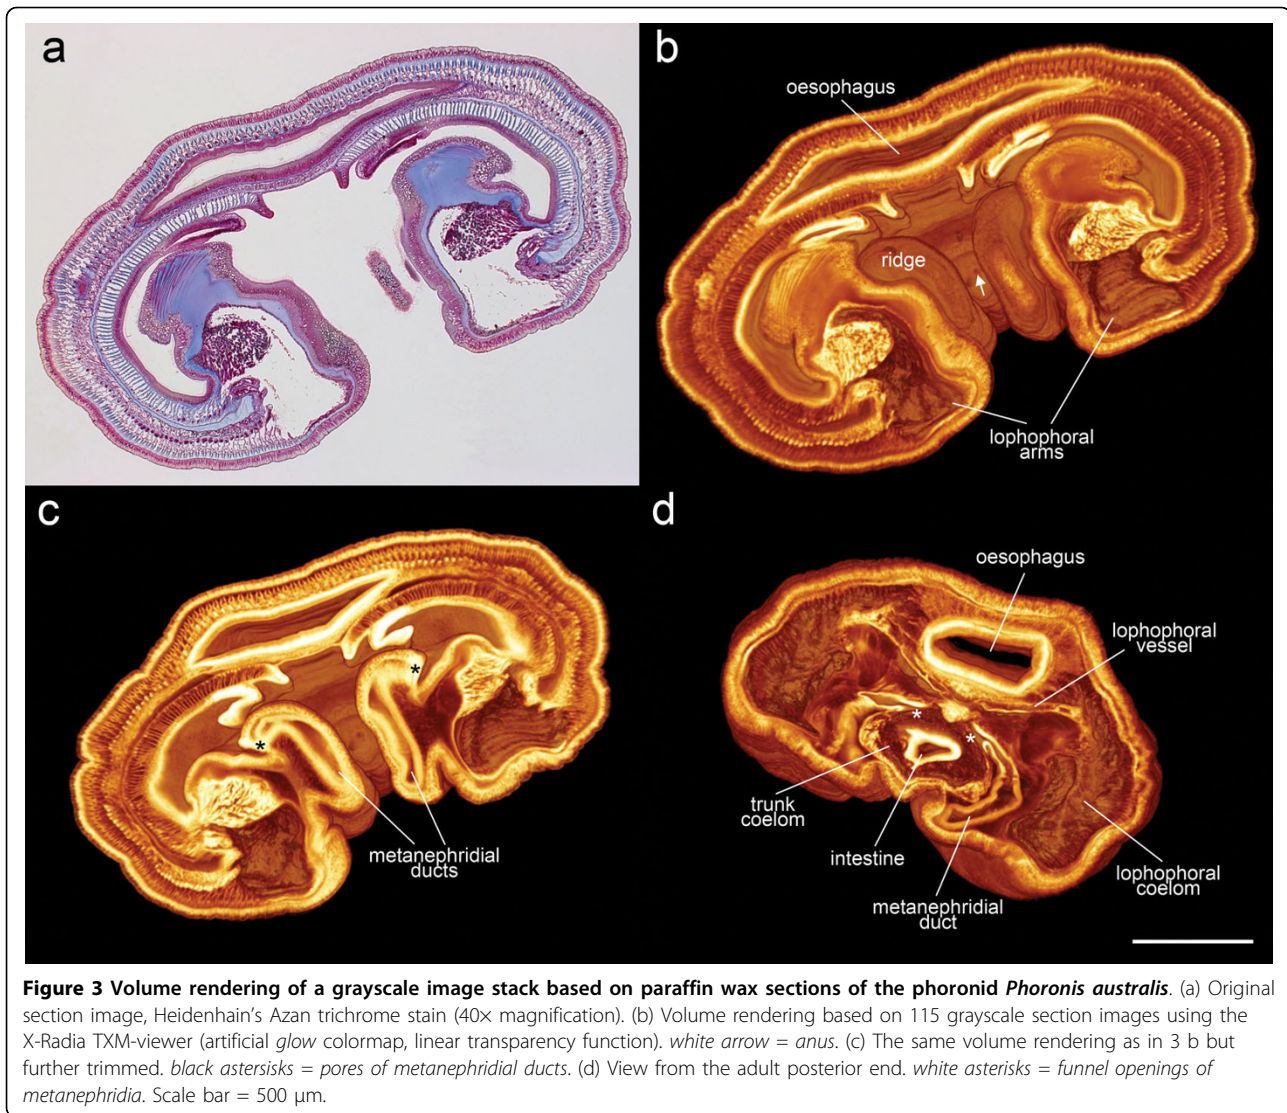 a
b
oesophagus
ridge
lophophoral
arms
c
metanephridial
ducts
d
oesophagus
lophophoral
vessel
trunk
coelom
intestine
metanephridial
duct
lophophoral
coelom
Figure 3 Volume rendering of a grayscale image stack based on paraffin wax sections of the phoronid Phoronis australis. (a) Original
section image, Heidenhain's Azan trichrome stain (40× magnification). (b) Volume rendering based on 115 grayscale section images using the
X-Radia TXM-viewer (artificial glow colormap, linear transparency function). white arrow = anus. (c) The same volume rendering as in 3 b but
further trimmed. black astersisks = pores of metanephridial ducts. (d) View from the adult posterior end. white asterisks = funnel openings of
metanephridia. Scale bar = 500 μm.